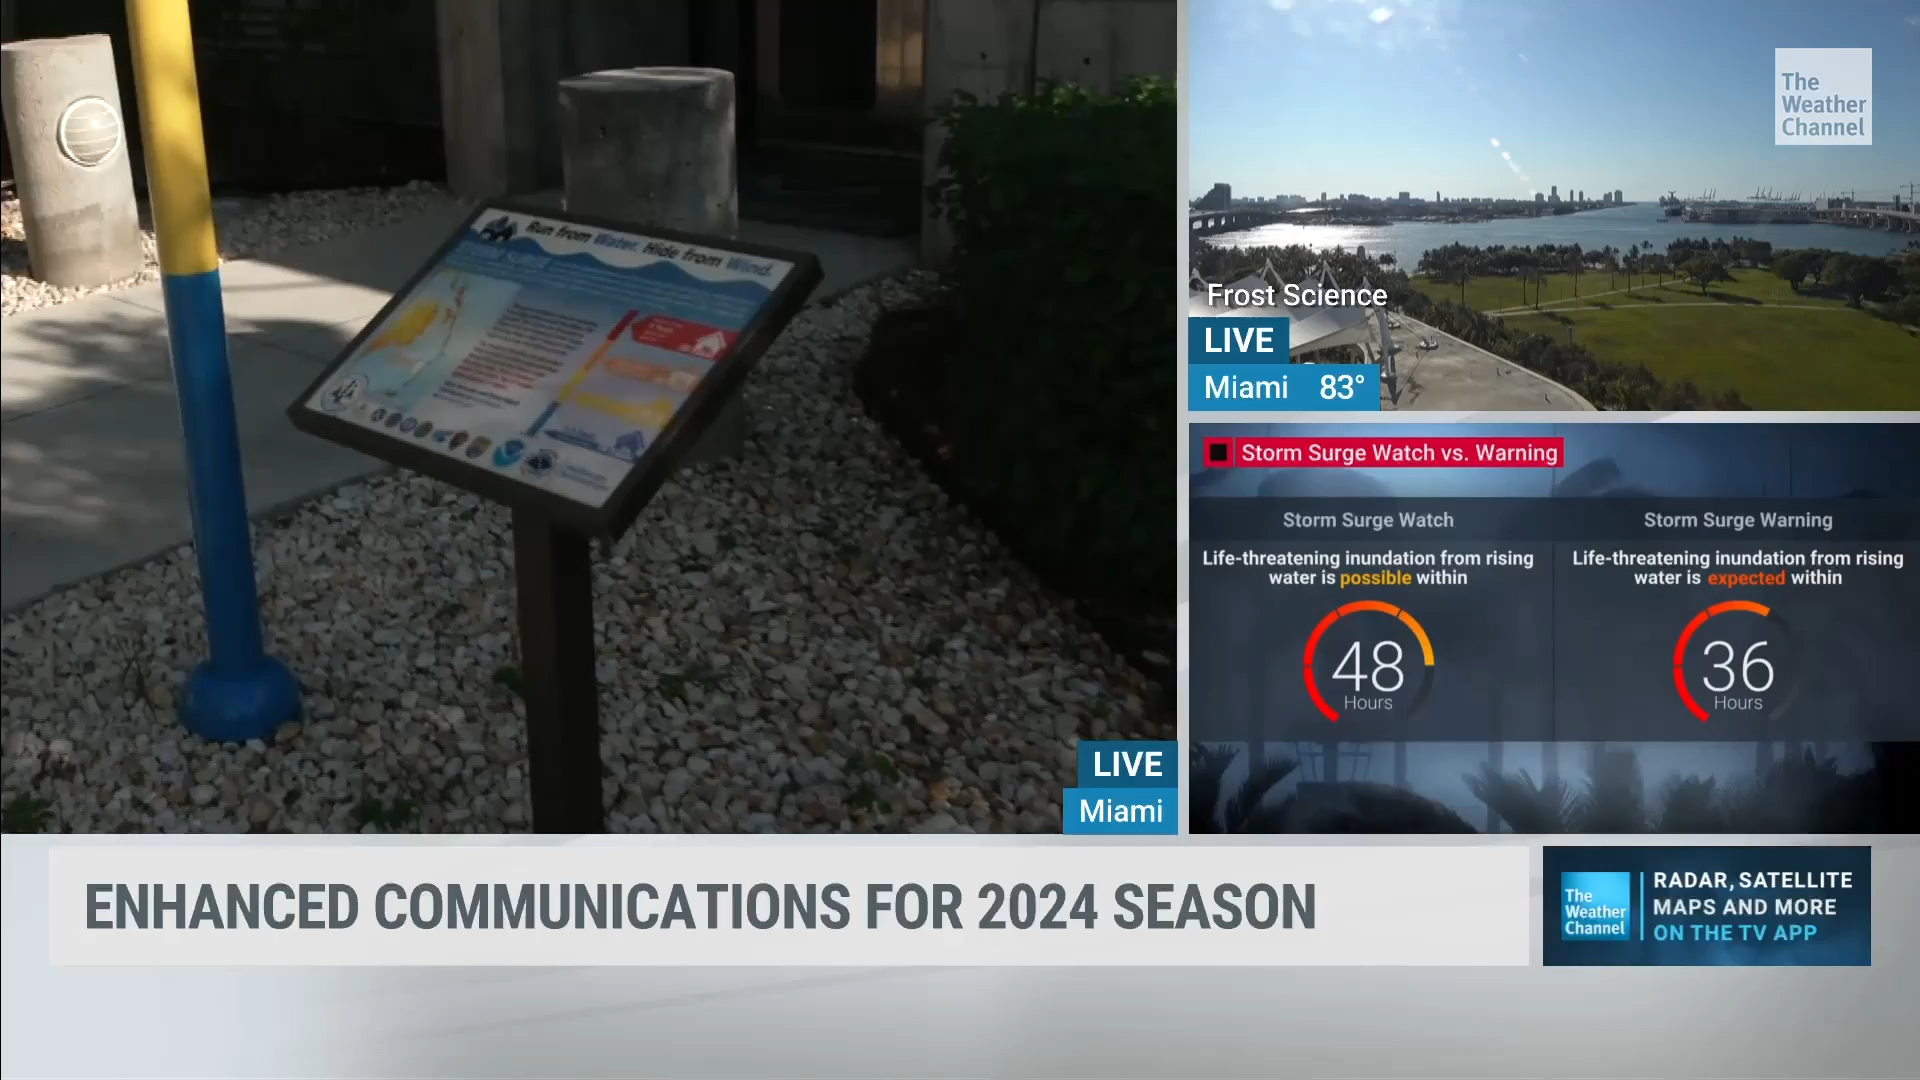 Run from Water. Hide from Wind.
LIVE
Miami
The
Weather
Channel
Frost Science
LIVE
Miami 83°
Storm Surge Watch vs. Warning
Storm Surge Watch
Life-threatening inundation from rising
water is possible within
48
Hours
Storm Surge Warning
Life-threatening inundation from rising
water is expected within
36
Hours
ENHANCED COMMUNICATIONS FOR 2024 SEASON
The
Weather
Channel
RADAR, SATELLITE
MAPS AND MORE
ON THE TV APP